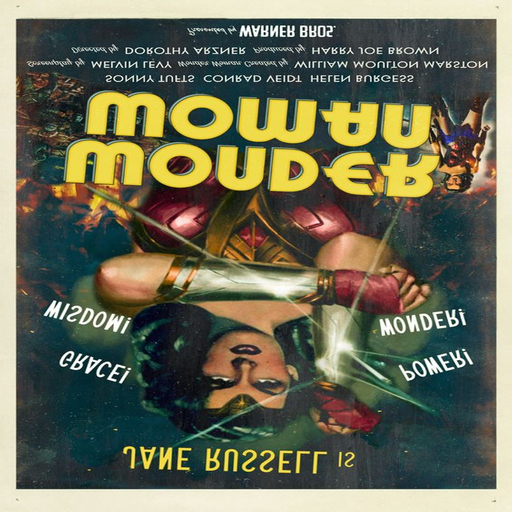 JANE RUSSELL IS
GRACE!
POWER!
WISDOM!
WONDER!
WONDER
WOMAN
SONNY TUFTS CONRAD VEIDT HELEN BURGESS
Screenplay by MELVIN LEVY Wonder Woman Created by WILLIAM MOULTON MARSTON
Directed by DOROTHY ARZNER Produced by HARRY JOE BROWN
Presented by WARNER BROS.